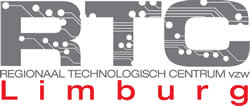 RTC
REGIONAAL TECHNOLOGISCH CENTRUM vzw
Limburg